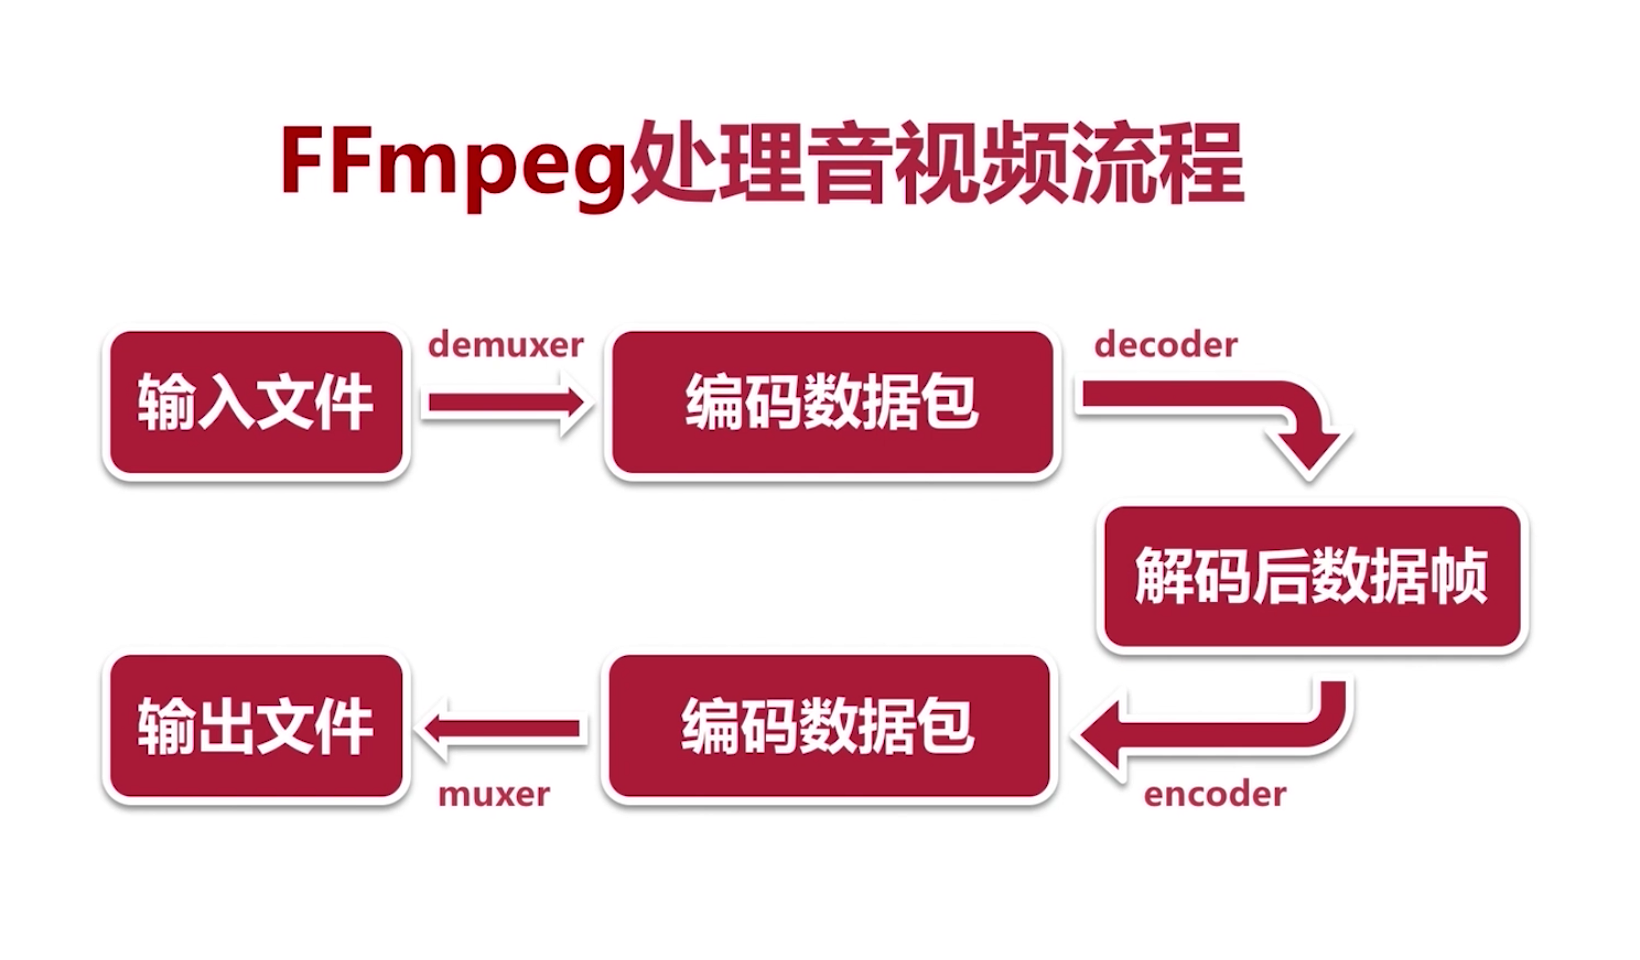 FFmpeg处理音视频流程
输入文件
demuxer
编码数据包
decoder
解码后数据帧
encoder
编码数据包
muxer
输出文件